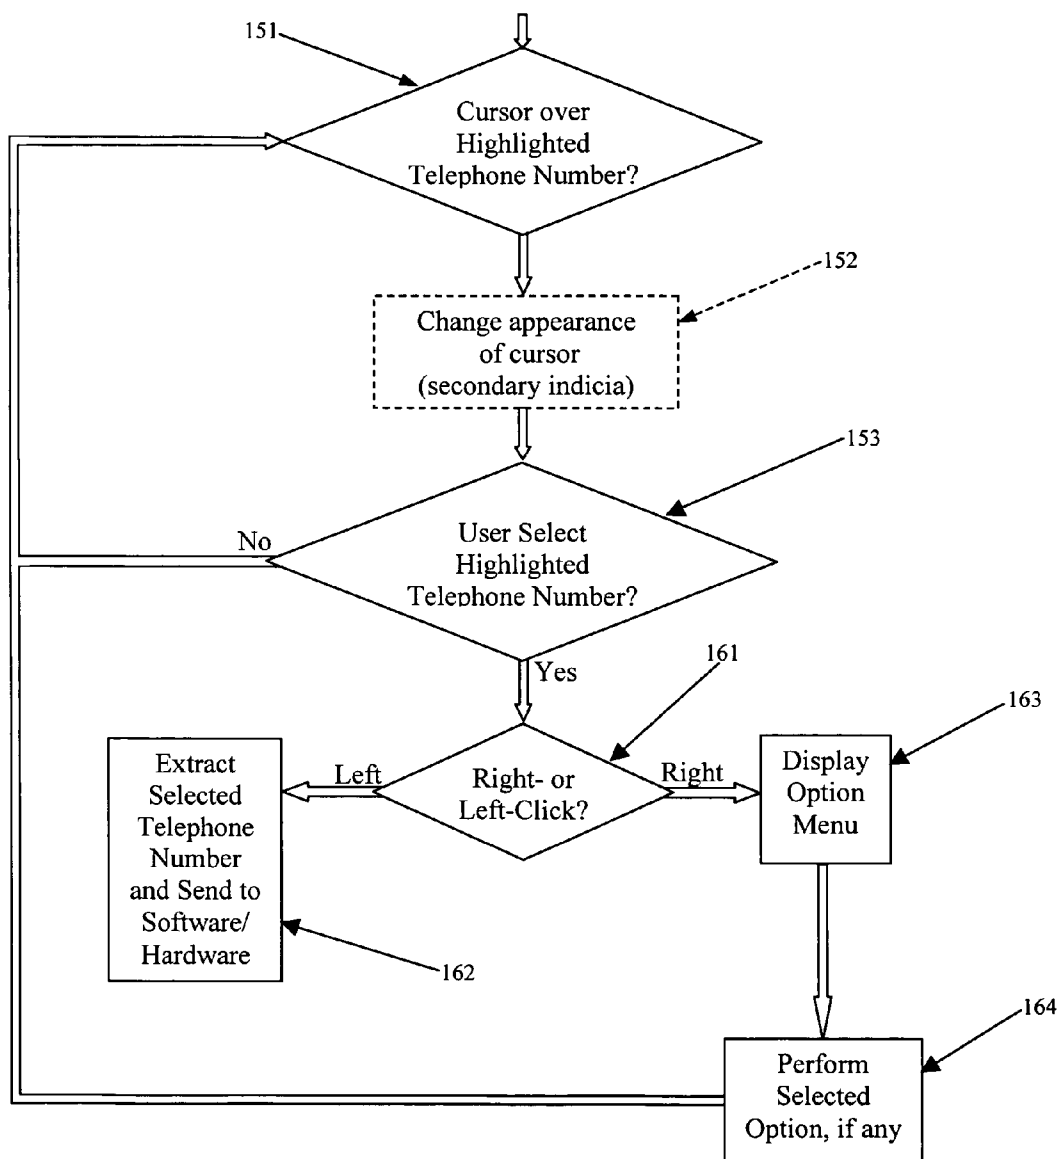 151
Cursor over
Highlighted
Telephone Number?
152
Change appearance
of cursor
(secondary indicia)
153
User Select
Highlighted
Telephone Number?
No
Yes
161
Right- or
Left-Click?
Left
Right
163
Display
Option
Menu
Extract
Selected
Telephone
Number
and Send to
Software/
Hardware
162
164
Perform
Selected
Option, if any